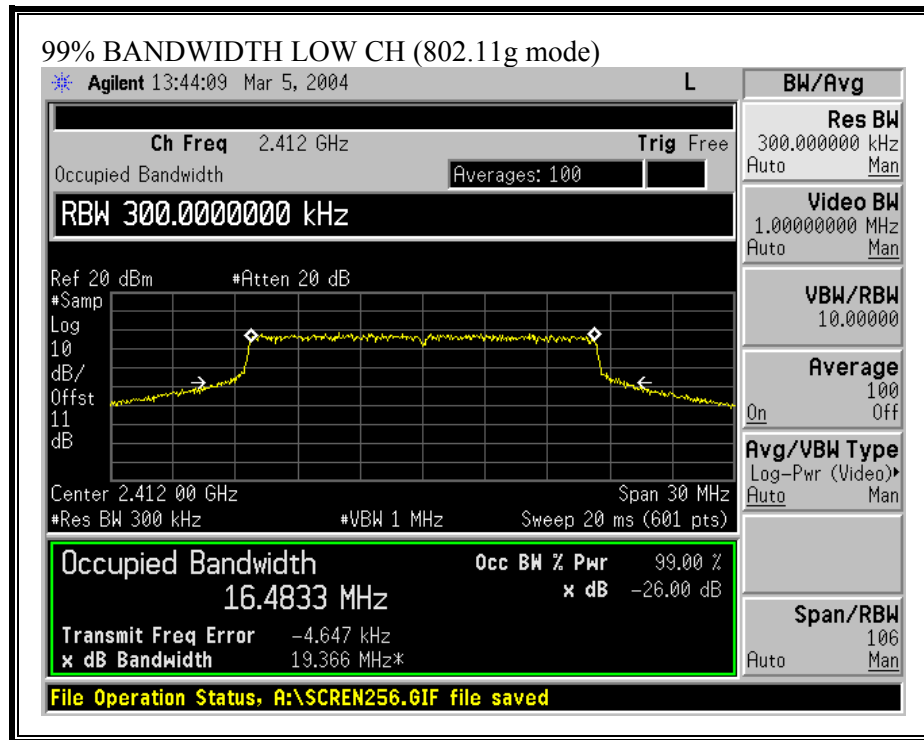 99% BANDWIDTH LOW CH (802.11g mode)
Agilent 13:44:09 Mar 5, 2004 L
BW/Avg
Ch Freq 2.412 GHz Trig Free
Occupied Bandwidth Averages: 100
RBW 300.0000000 kHz
Ref 20 dBm #Atten 20 dB
#Samp
Log
10
dB/
Offst
11
dB
Center 2.412 00 GHz Span 30 MHz
#Res BW 300 kHz #VBW 1 MHz Sweep 20 ms (601 pts)
Occupied Bandwidth Occ BW % Pwr 99.00 %
16.4833 MHz x dB -26.00 dB
Transmit Freq Error -4.647 kHz
x dB Bandwidth 19.366 MHz*
Res BW
300.000000 kHz
Auto Man
Video BW
1.00000000 MHz
Auto Man
VBW/RBW
10.00000
Average
100
On Off
Avg/VBW Type
Log-Pwr (Video)
Auto Man
Span/RBW
106
Auto Man
File Operation Status, A:\SCREN256.GIF file saved